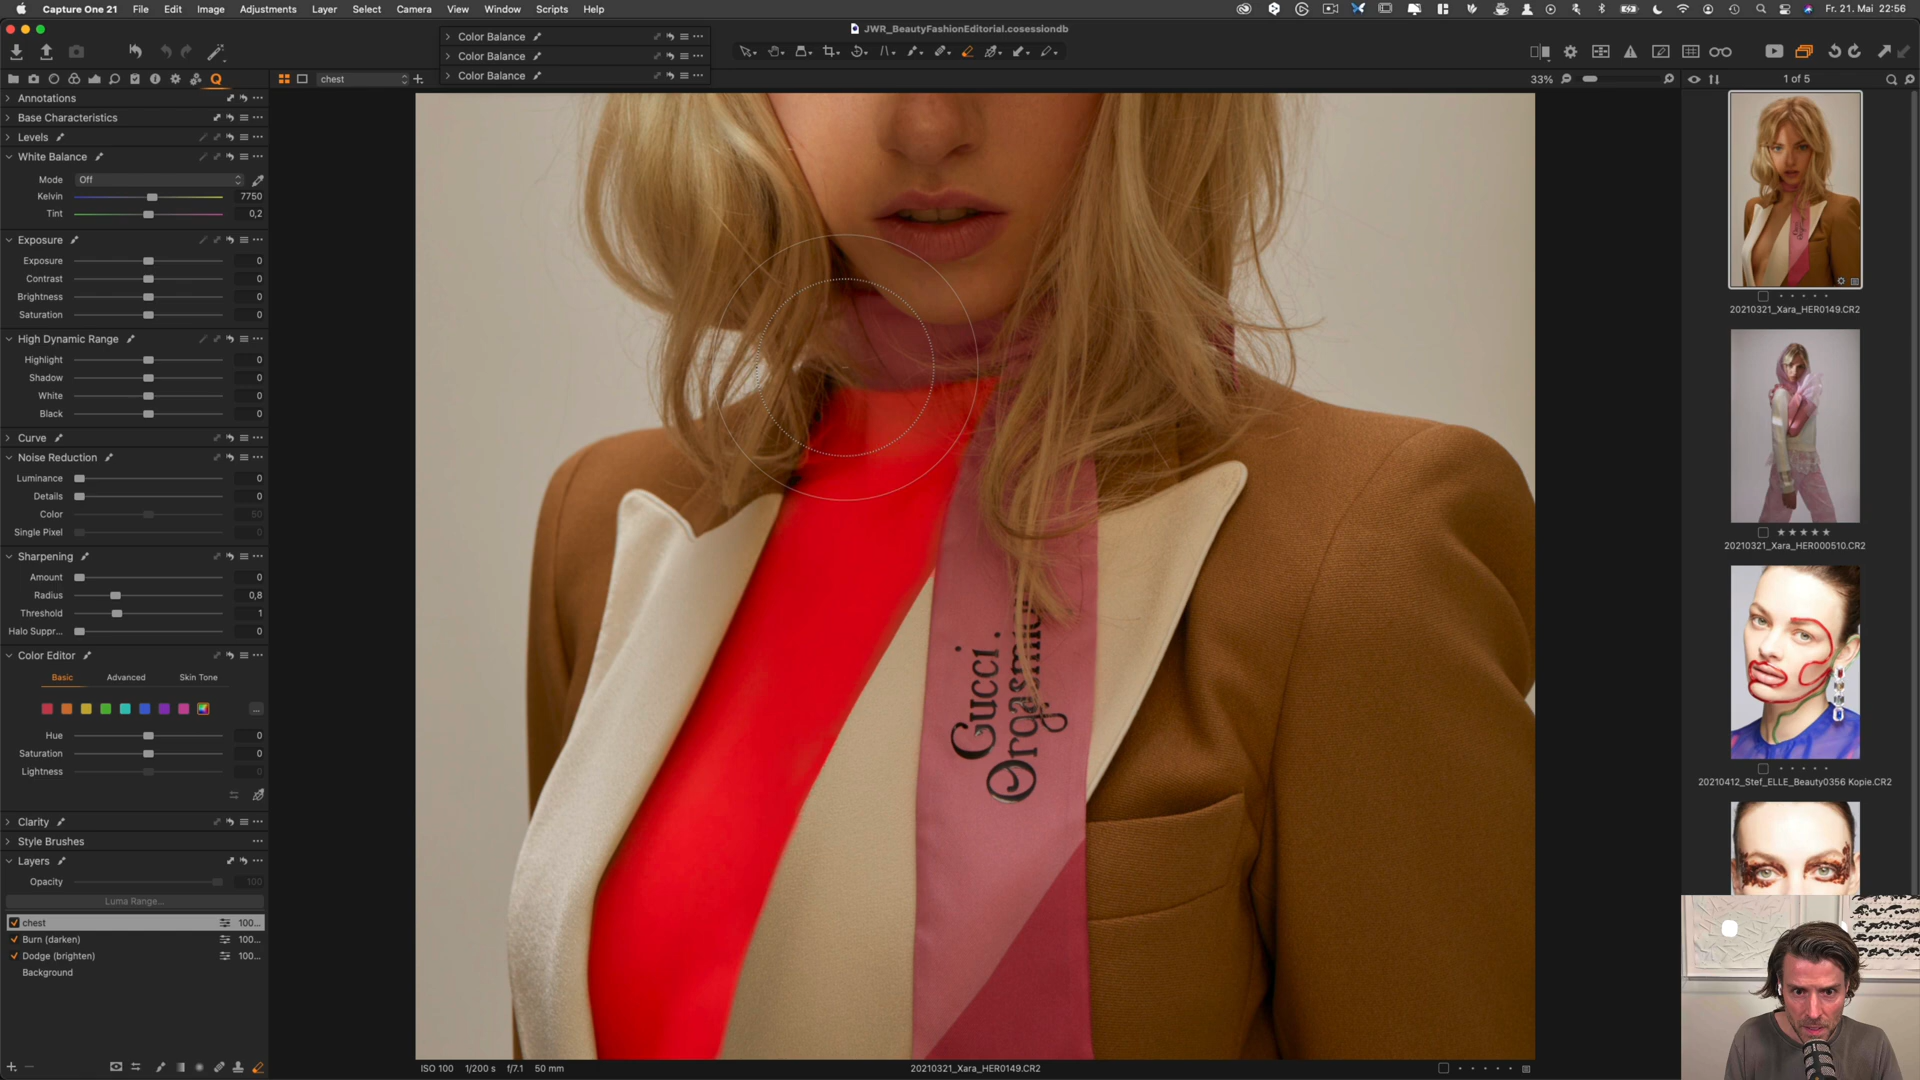 Capture One 21 File Edit Image Adjustments Layer Select Camera View Window Scripts Help Fr. 21. Mai 22:56
JWR_BeautyFashionEditorial.cosessiondb
Color Balance
Color Balance
Color Balance
chest
33%
1 of 5
Annotations
Base Characteristics
Levels
White Balance
Mode Off
Kelvin 7750
Tint 0,2
Exposure
Exposure 0
Contrast 0
Brightness 0
Saturation 0
High Dynamic Range
Highlight 0
Shadow 0
White 0
Black 0
Curve
Noise Reduction
Luminance 0
Details 0
Color 50
Single Pixel 0
Sharpening
Amount 0
Radius 0,8
Threshold 1
Halo Suppr... 0
Color Editor
Basic Advanced Skin Tone
...
Hue 0
Saturation 0
Lightness 0
Clarity
Style Brushes
Layers
Opacity 100
Luma Range...
chest 100...
Burn (darken) 100...
Dodge (brighten) 100...
Background
Gucci.
Orgasmique
ISO 100 1/200 s f/7.1 50 mm
20210321_Xara_HER0149.CR2
20210321_Xara_HER0149.CR2
20210321_Xara_HER000510.CR2
20210412_Stef_ELLE_Beauty0356 Kopie.CR2